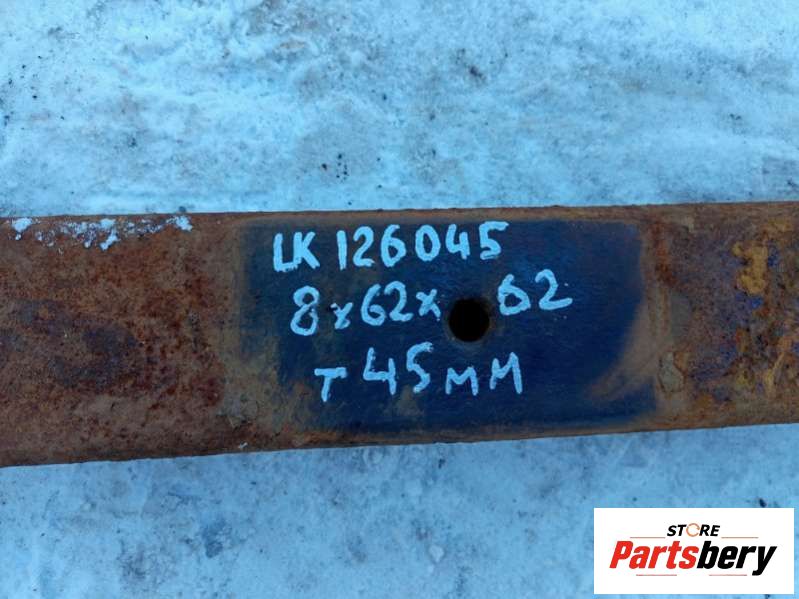 LK 126045
8x62x 62
T 45мм
STORE
Partsbery